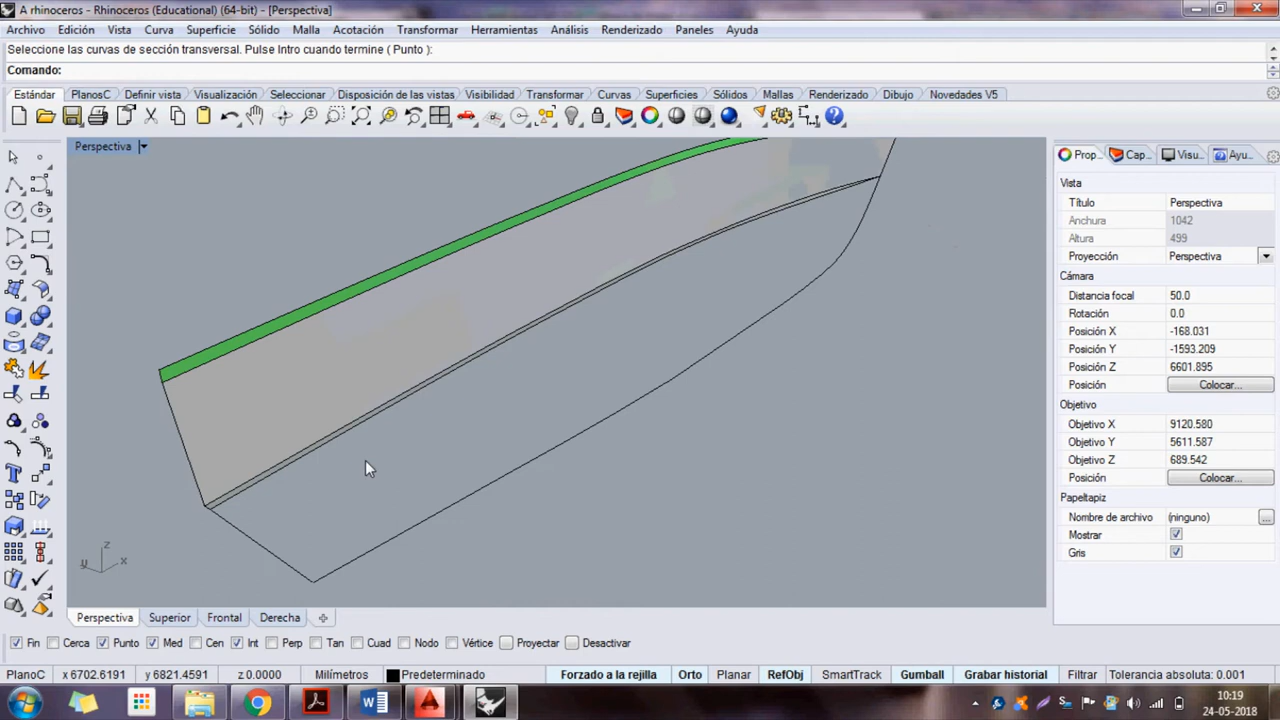 A rhinoceros - Rhinoceros (Educational) (64-bit) - [Perspectiva]
Archivo Edición Vista Curva Superficie Sólido Malla Acotación Transformar Herramientas Análisis Renderizado Paneles Ayuda
Seleccione las curvas de sección transversal. Pulse Intro cuando termine ( Punto ):
Comando:
Estándar PlanosC Definir vista Visualización Seleccionar Disposición de las vistas Visibilidad Transformar Curvas Superficies Sólidos Mallas Renderizado Dibujo Novedades V5
Perspectiva
Prop... Cap... Visu... Ayu...
Vista
Título Perspectiva
Anchura 1042
Altura 499
Proyección Perspectiva
Cámara
Distancia focal 50.0
Rotación 0.0
Posición X -168.031
Posición Y -1593.209
Posición Z 6601.895
Posición Colocar...
Objetivo
Objetivo X 9120.580
Objetivo Y 5611.587
Objetivo Z 689.542
Posición Colocar...
Papeltapiz
Nombre de archivo (ninguno) ...
Mostrar
Gris
z
y x
Perspectiva Superior Frontal Derecha
Fin Cerca Punto Med Cen Int Perp Tan Cuad Nodo Vértice Proyectar Desactivar
PlanoC x 6702.6191 y 6821.4591 z 0.0000 Milímetros Predeterminado Forzado a la rejilla Orto Planar RefObj SmartTrack Gumball Grabar historial Filtrar Tolerancia absoluta: 0.001
10:19
24-05-2018